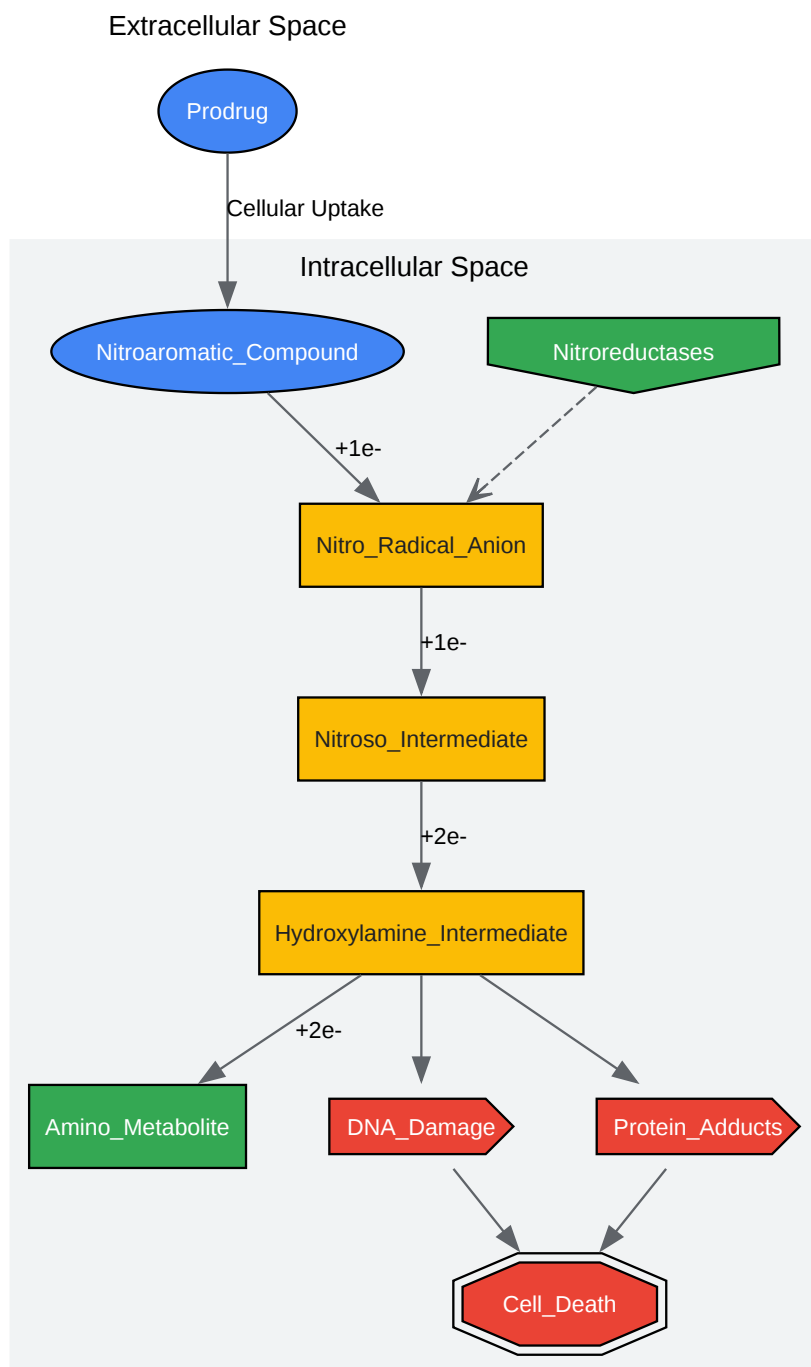 Extracellular Space
Prodrug
Cellular Uptake
Intracellular Space
Nitroaromatic_Compound
Nitroreductases
+1e-
Nitro_Radical_Anion
+1e-
Nitroso_Intermediate
+2e-
Hydroxylamine_Intermediate
+2e-
Amino_Metabolite
DNA_Damage
Protein_Adducts
Cell_Death